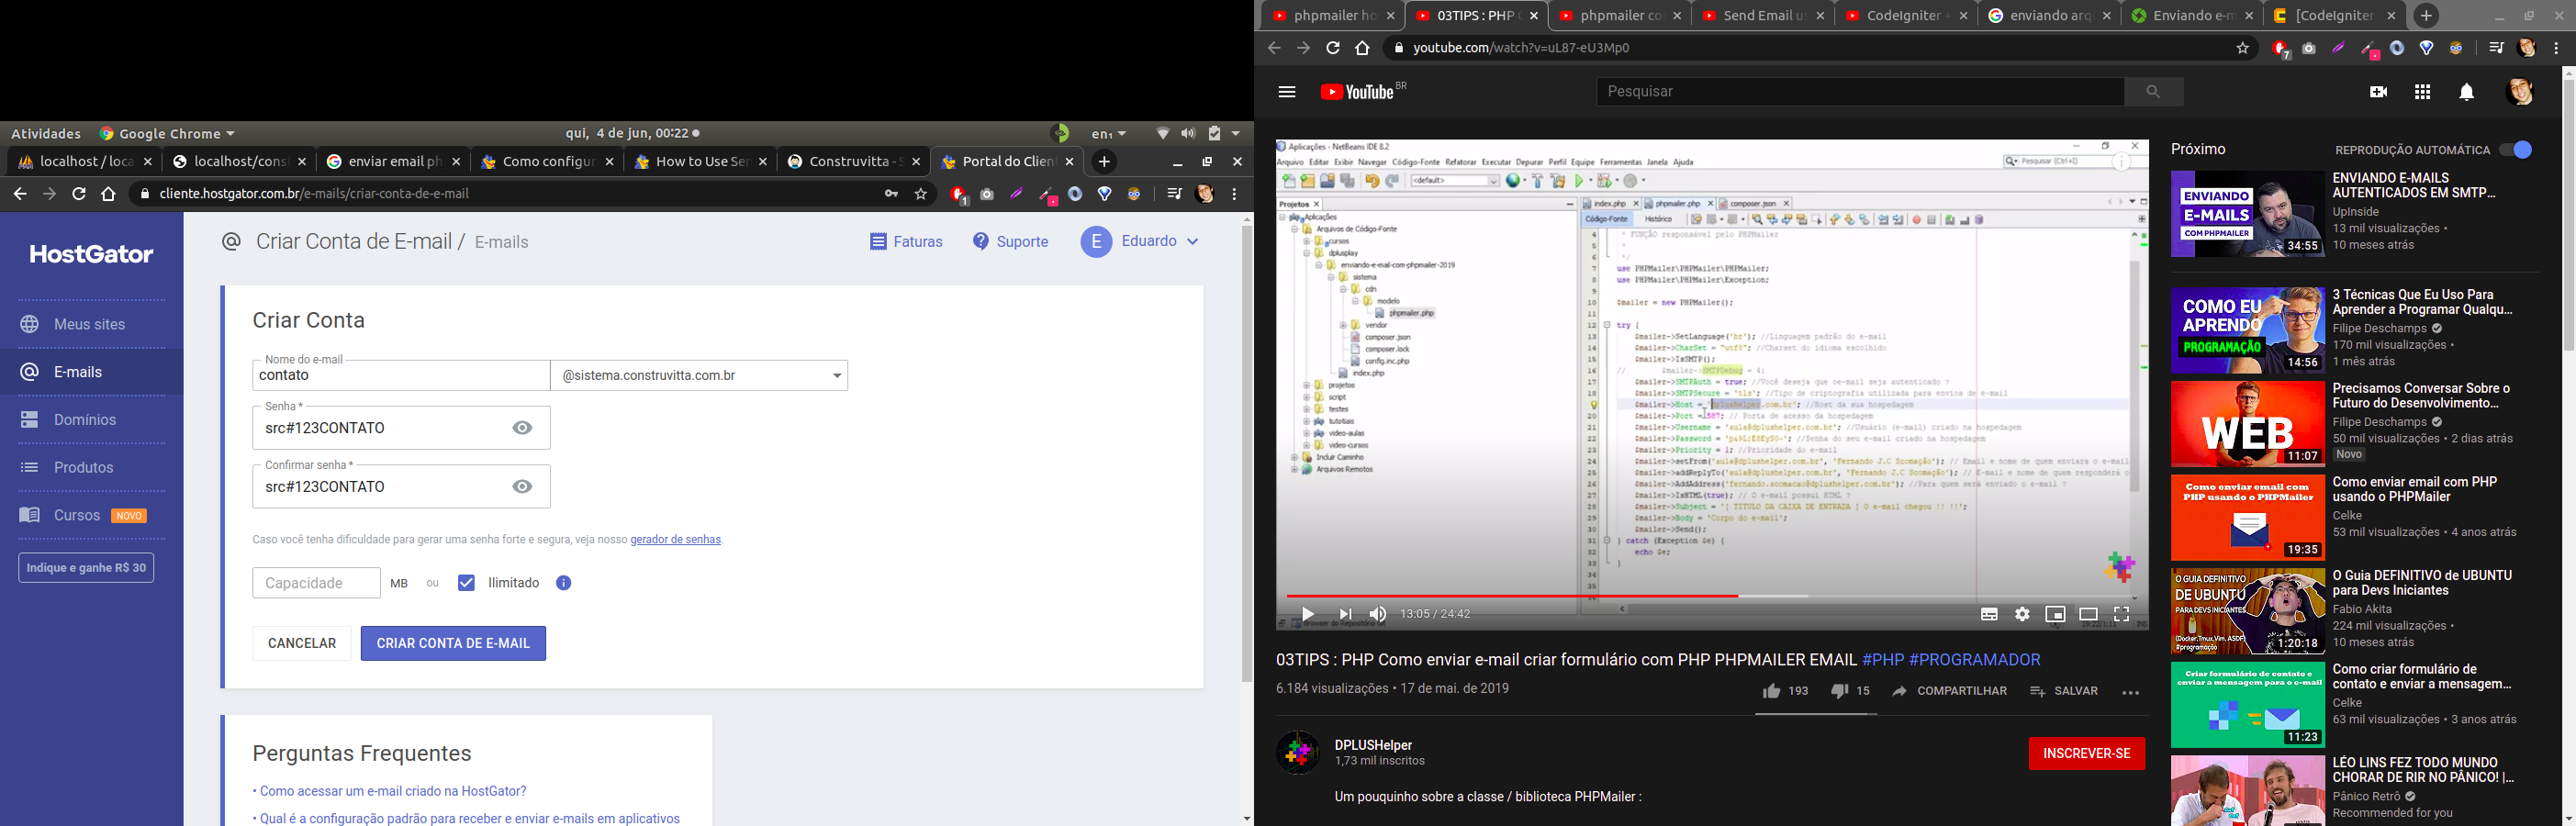 Atividades
Google Chrome
qui, 4 de jun, 00:22
en₁
localhost / loca
localhost/cons
enviar email ph
Como configur
How to Use Ser
Construvitta - S
Portal do Clien
cliente.hostgator.com.br/e-mails/criar-conta-de-e-mail
1
HostGator
Meus sites
E-mails
Domínios
Produtos
Cursos NOVO
Indique e ganhe R$ 30
Criar Conta de E-mail / E-mails
Faturas
Suporte
E
Eduardo
Criar Conta
Nome do e-mail
contato
@sistema.construvitta.com.br
Senha *
src#123CONTATO
Confirmar senha *
src#123CONTATO
Caso você tenha dificuldade para gerar uma senha forte e segura, veja nosso gerador de senhas.
Capacidade MB ou Ilimitado
CANCELAR
CRIAR CONTA DE E-MAIL
Perguntas Frequentes
• Como acessar um e-mail criado na HostGator?
• Qual é a configuração padrão para receber e enviar e-mails em aplicativos
phpmailer ho
03TIPS : PHP C
phpmailer co
Send Email us
CodeIgniter +
enviando arq
Enviando e-m
[CodeIgniter
youtube.com/watch?v=uL87-eU3Mp0
7
YouTube BR
Pesquisar
Aplicações - NetBeans IDE 8.2
Arquivo Editar Exibir Navegar Código-Fonte Refatorar Executar Depurar Perfil Equipe Ferramentas Janela Ajuda
Pesquisar (Ctrl+I)
<default>
Projetos
Aplicações
Arquivos de Código-Fonte
cursos
dplusplay
enviando-e-mail-com-phpmailer-2019
sistema
cdn
modelo
phpmailer.php
vendor
composer.json
composer.lock
config.inc.php
index.php
projetos
script
testes
tutotias
video-aulas
video-cursos
Incluir Caminho
Arquivos Remotos
index.php
phpmailer.php
composer.json
Código-Fonte
Histórico
4 * FUNÇÃO responsável pelo PHPMailer
5 *
6 */
7 use PHPMailer\PHPMailer\PHPMailer;
8 use PHPMailer\PHPMailer\Exception;
9
10 $mailer = new PHPMailer();
11
12 try {
13 $mailer->SetLanguage('br'); //Linguagem padrão do e-mail
14 $mailer->CharSet = "utf8"; //Charset do idioma escolhido
15 $mailer->IsSMTP();
16 // $mailer->SMTPDebug = 4;
17 $mailer->SMTPAuth = true; //Você deseja que oe-mail seja autenticado ?
18 $mailer->SMTPSecure = 'tls'; //Tipo de criptografia utilizada para envios de e-mail
$mailer->Host = 'dplushelper.com.br'; //Host da sua hospedagem
20 $mailer->Port = 587; // Porta de acesso da hospedagem
21 $mailer->Username = 'aula@dplushelper.com.br'; //Usuário (e-mail) criado na hospedagem
22 $mailer->Password = //Senha do seu e-mail criado na hospedagem
23 $mailer->Priority = 1; //Prioridade do e-mail
24 $mailer->setFrom('aula@dplushelper.com.br', 'Fernando J.C Scomação'); // Email e nome de quem enviara o e-mail
25 $mailer->addReplyTo('aula@dplushelper.com.br', 'Fernando J.C Scomação'); // E-mail e nome de quem responderá o
26 $mailer->AddAddress('fernando.scomacao@dplushelper.com.br'); //Para quem será enviado o email ?
27 $mailer->IsHTML(true); // O e-mail possui HTML ?
28 $mailer->Subject = '[ TITULO DA CAIXA DE ENTRADA ] O e-mail chegou !! !!';
29 $mailer->Body = 'Corpo do e-mail';
30 $mailer->Send();
31 } catch (Exception $e) {
32 echo $e;
33 }
34
35
13:05 / 24:42
03TIPS : PHP Como enviar e-mail criar formulário com PHP PHPMAILER EMAIL #PHP #PROGRAMADOR
6.184 visualizações • 17 de mai. de 2019
193
15
COMPARTILHAR
SALVAR
DPLUSHelper
1,73 mil inscritos
INSCREVER-SE
Um pouquinho sobre a classe / biblioteca PHPMailer :
Próximo
REPRODUÇÃO AUTOMÁTICA
ENVIANDO
E-MAILS
COM PHPMAILER
34:55
ENVIANDO E-MAILS
AUTENTICADOS EM SMTP...
UpInside
13 mil visualizações •
10 meses atrás
COMO EU
APRENDO
PROGRAMAÇÃO
14:56
3 Técnicas Que Eu Uso Para
Aprender a Programar Qualqu...
Filipe Deschamps
170 mil visualizações •
1 mês atrás
WEB
11:07
Precisamos Conversar Sobre o
Futuro do Desenvolvimento...
Filipe Deschamps
50 mil visualizações • 2 dias atrás
Novo
Como enviar email com
PHP usando o PHPMailer
19:35
Como enviar email com PHP
usando o PHPMailer
Celke
53 mil visualizações • 4 anos atrás
O GUIA DEFINITIVO
DE UBUNTU
PARA DEVS INICIANTES
(Docker,Tmux,Vim, ASDF)
#programação
1:20:18
O Guia DEFINITIVO de UBUNTU
para Devs Iniciantes
Fabio Akita
224 mil visualizações •
10 meses atrás
Criar formulário de contato e
enviar a mensagem para o e-mail
11:23
Como criar formulário de
contato e enviar a mensagem...
Celke
63 mil visualizações • 3 anos atrás
LÉO LINS FEZ TODO MUNDO
CHORAR DE RIR NO PÂNICO! |...
Pânico Retrô
Recommended for you